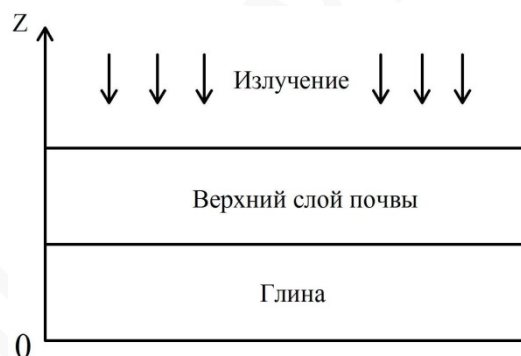 Z
Излучение
Верхний слой почвы
Глина
0